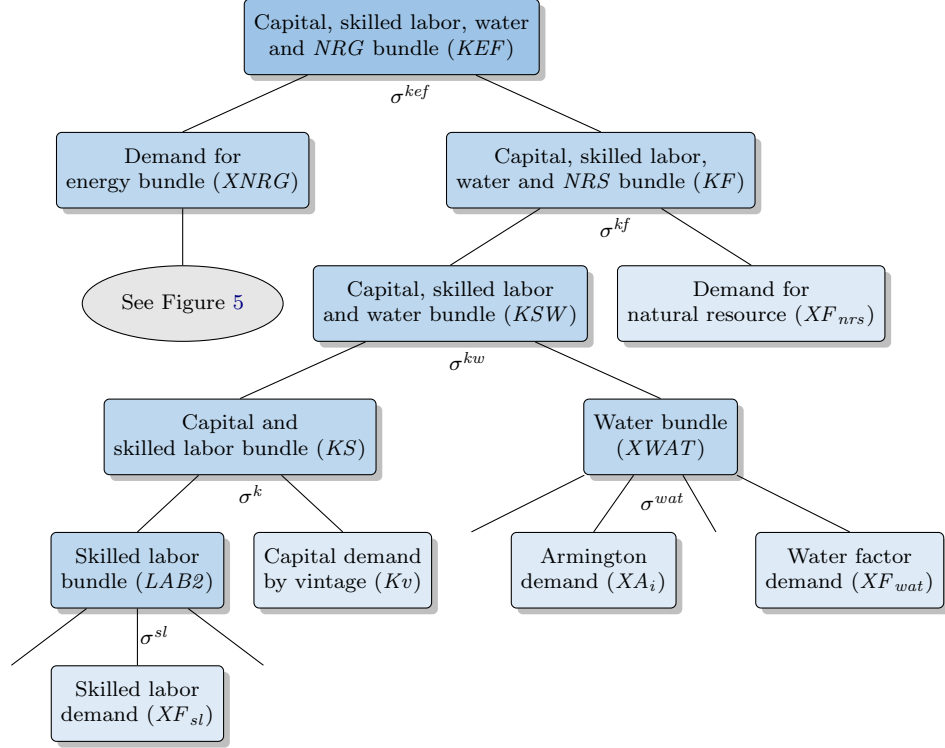 Capital, skilled labor, water
and NRG bundle (KEF)
σ^kef
Demand for
energy bundle (XNRG)
Capital, skilled labor,
water and NRS bundle (KF)
σ^kf
See Figure 5
Capital, skilled labor
and water bundle (KSW)
Demand for
natural resource (XF_nrs)
σ^kw
Capital and
skilled labor bundle (KS)
Water bundle
(XWAT)
σ^k
σ^wat
Skilled labor
bundle (LAB2)
Capital demand
by vintage (Kv)
Armington
demand (XA_i)
Water factor
demand (XF_wat)
σ^sl
Skilled labor
demand (XF_sl)